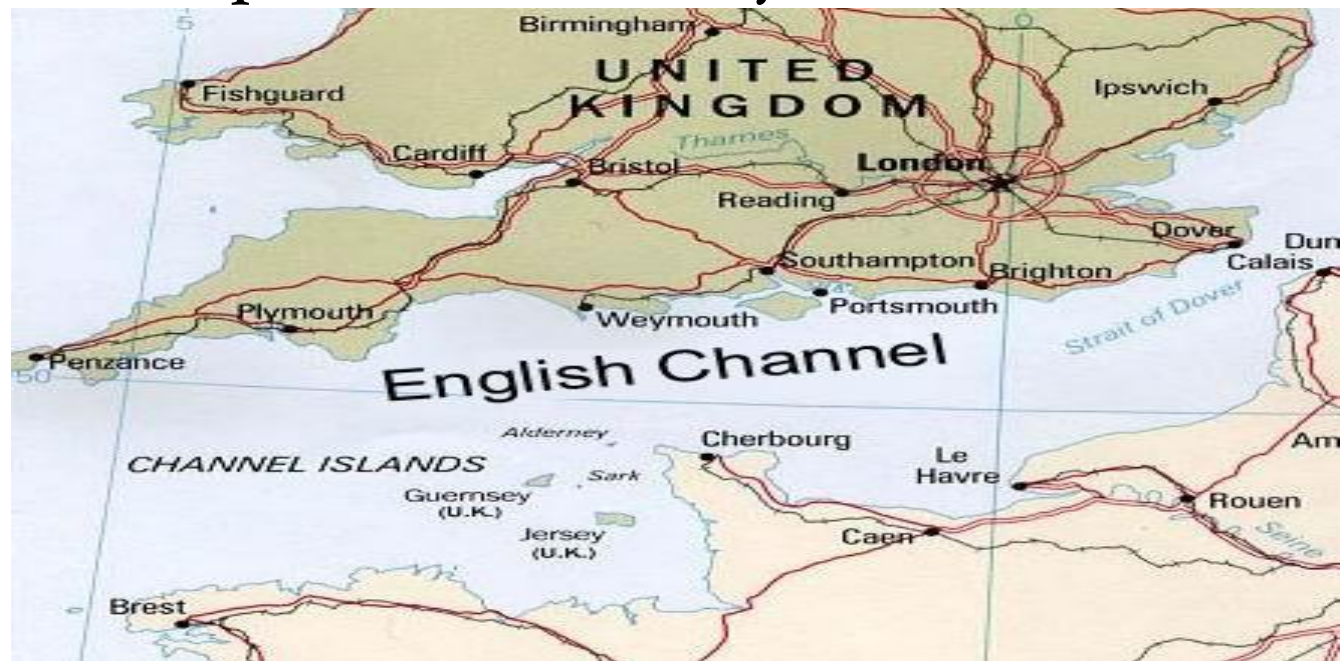 5
0
Birmingham
UNITED
KINGDOM
Fishguard
Ipswich
Thames
Cardiff
Bristol
London
Reading
Dover
Dun
Calais
Southampton
Brighton
Plymouth
Weymouth
Portsmouth
Strait of Dover
Penzance
50
English Channel
Alderney
Cherbourg
Am
CHANNEL ISLANDS
Sark
Le
Havre
Guernsey
(U.K.)
Rouen
Jersey
(U.K.)
Caen
Seine
Brest